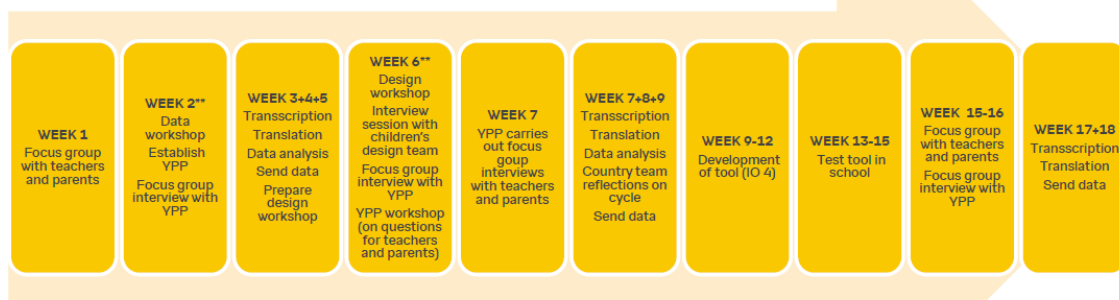 WEEK 1
Focus group
with teachers
and parents
WEEK 2**
Data
workshop
Establish
YPP
Focus group
interview with
YPP
WEEK 3+4+5
Transscription
Translation
Data analysis
Send data
Prepare
design
workshop
WEEK 6**
Design
workshop
Interview
session with
children's
design team
Focus group
interview with
YPP
YPP workshop
(on questions
for teachers
and parents)
WEEK 7
YPP carries
out focus
goup
interviews
with teachers
and parents
WEEK 7+8+9
Transscription
Translation
Data analysis
Country team
reflections on
cycle
Send data
WEEK 9-12
Development
of tool (IO 4)
WEEK 13-15
Test tool in
school
WEEK 15-16
Focus group
with teachers
and parents
Focus group
interview with
YPP
WEEK 17+18
Transscription
Translation
Send data